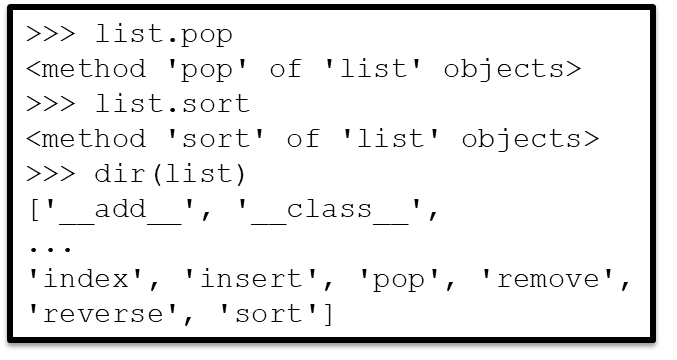 >>> list.pop
<method 'pop' of 'list' objects>
>>> list.sort
<method 'sort' of 'list' objects>
>>> dir(list)
['__add__', '__class__',
...
'index', 'insert', 'pop', 'remove',
'reverse', 'sort']